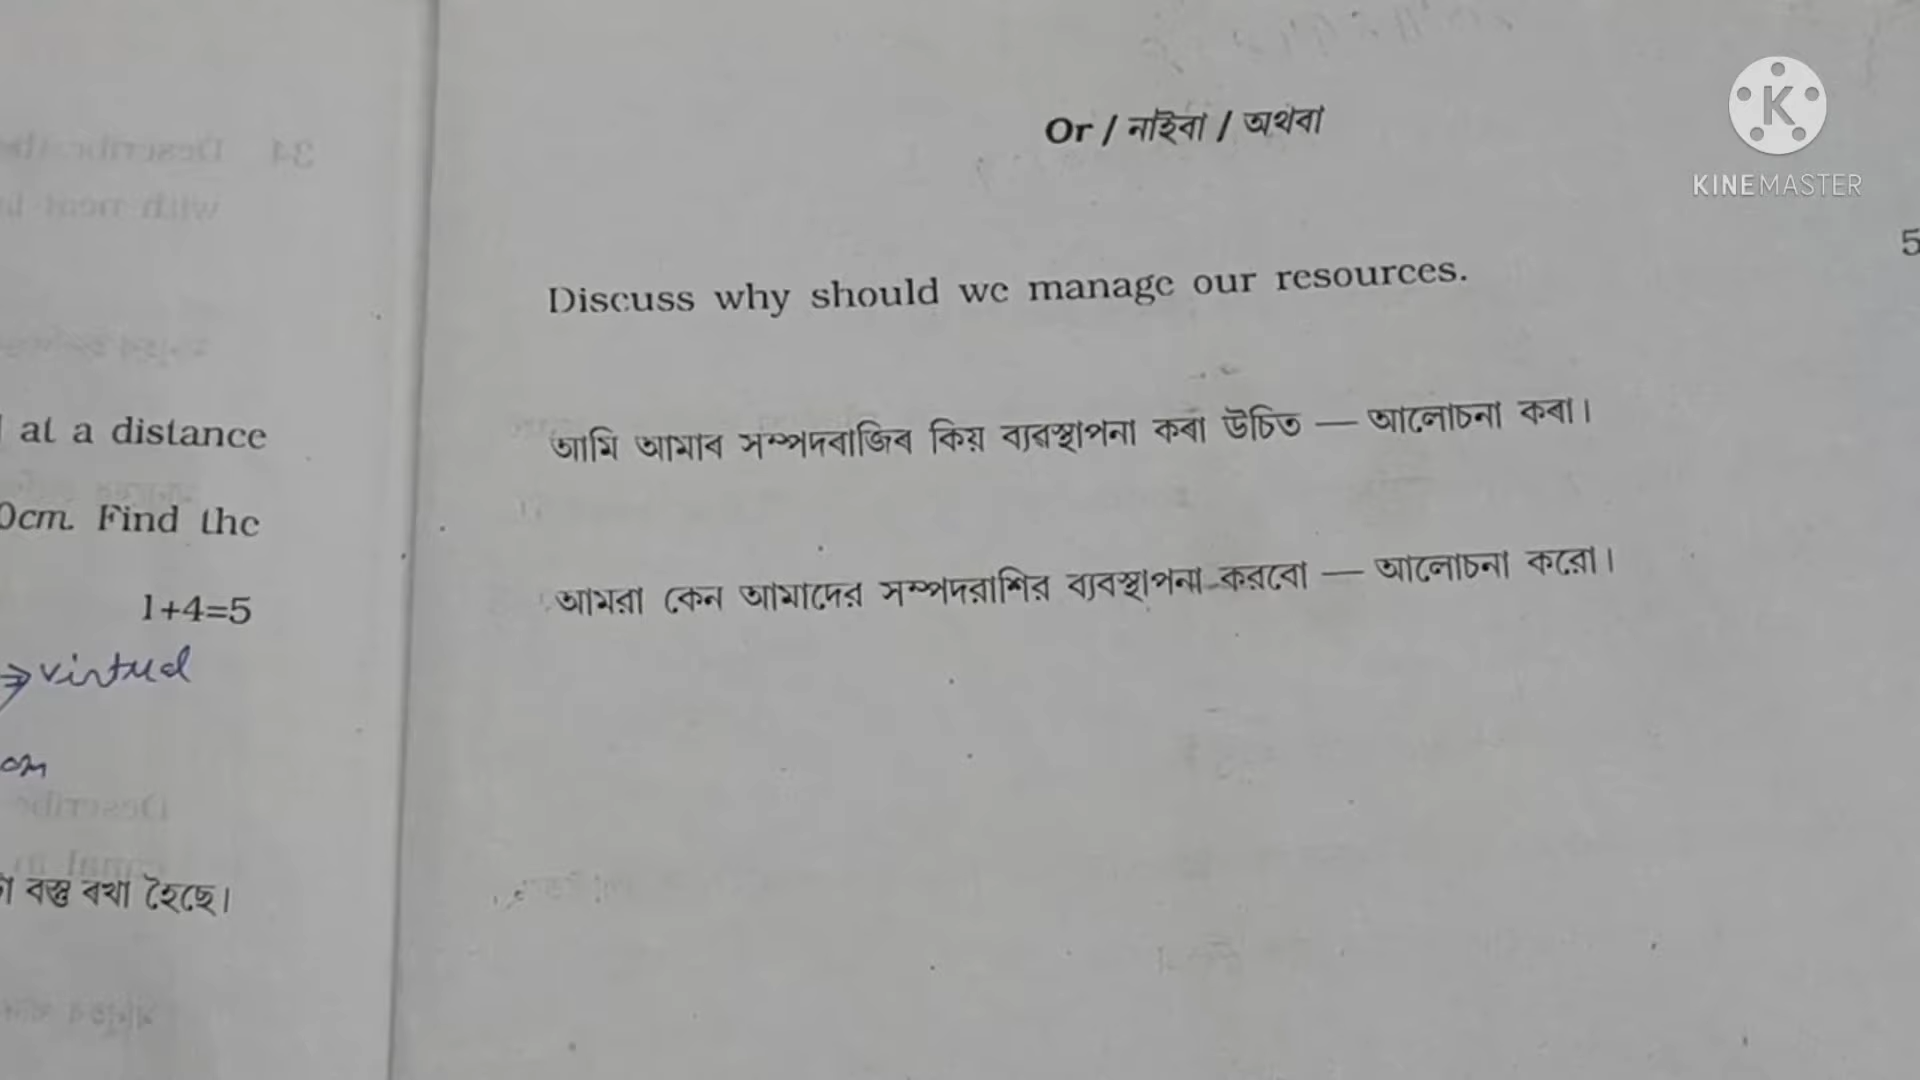 Or / নাইবা / অথবা
KINEMASTER
5
Discuss why should we manage our resources.
আমি আমাৰ সম্পদৰাজিৰ কিয় ব্যৱস্থাপনা কৰা উচিত — আলোচনা কৰা।
আমরা কেন আমাদের সম্পদরাশির ব্যবস্থাপনা করবো — আলোচনা করো।
at a distance
0cm. Find the
1+4=5
virtual
বস্তু ৰখা হৈছে।